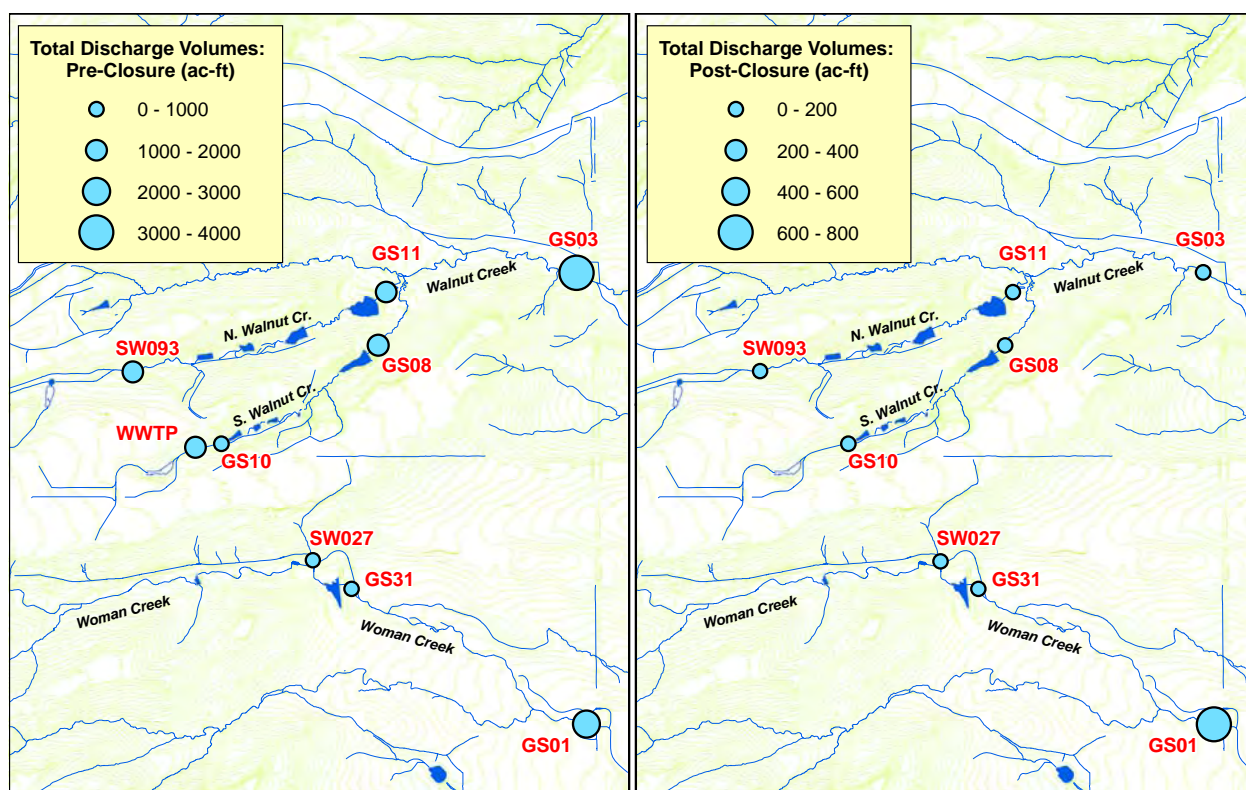 Total Discharge Volumes:
Pre-Closure (ac-ft)
0 - 1000
1000 - 2000
2000 - 3000
3000 - 4000
GS03
GS11
Walnut Creek
N. Walnut Cr.
SW093
GS08
S. Walnut Cr.
WWTP
GS10
SW027
GS31
Woman Creek
Woman Creek
GS01
Total Discharge Volumes:
Post-Closure (ac-ft)
0 - 200
200 - 400
400 - 600
600 - 800
GS03
GS11
Walnut Creek
N. Walnut Cr.
SW093
GS08
S. Walnut Cr.
GS10
SW027
GS31
Woman Creek
Woman Creek
GS01